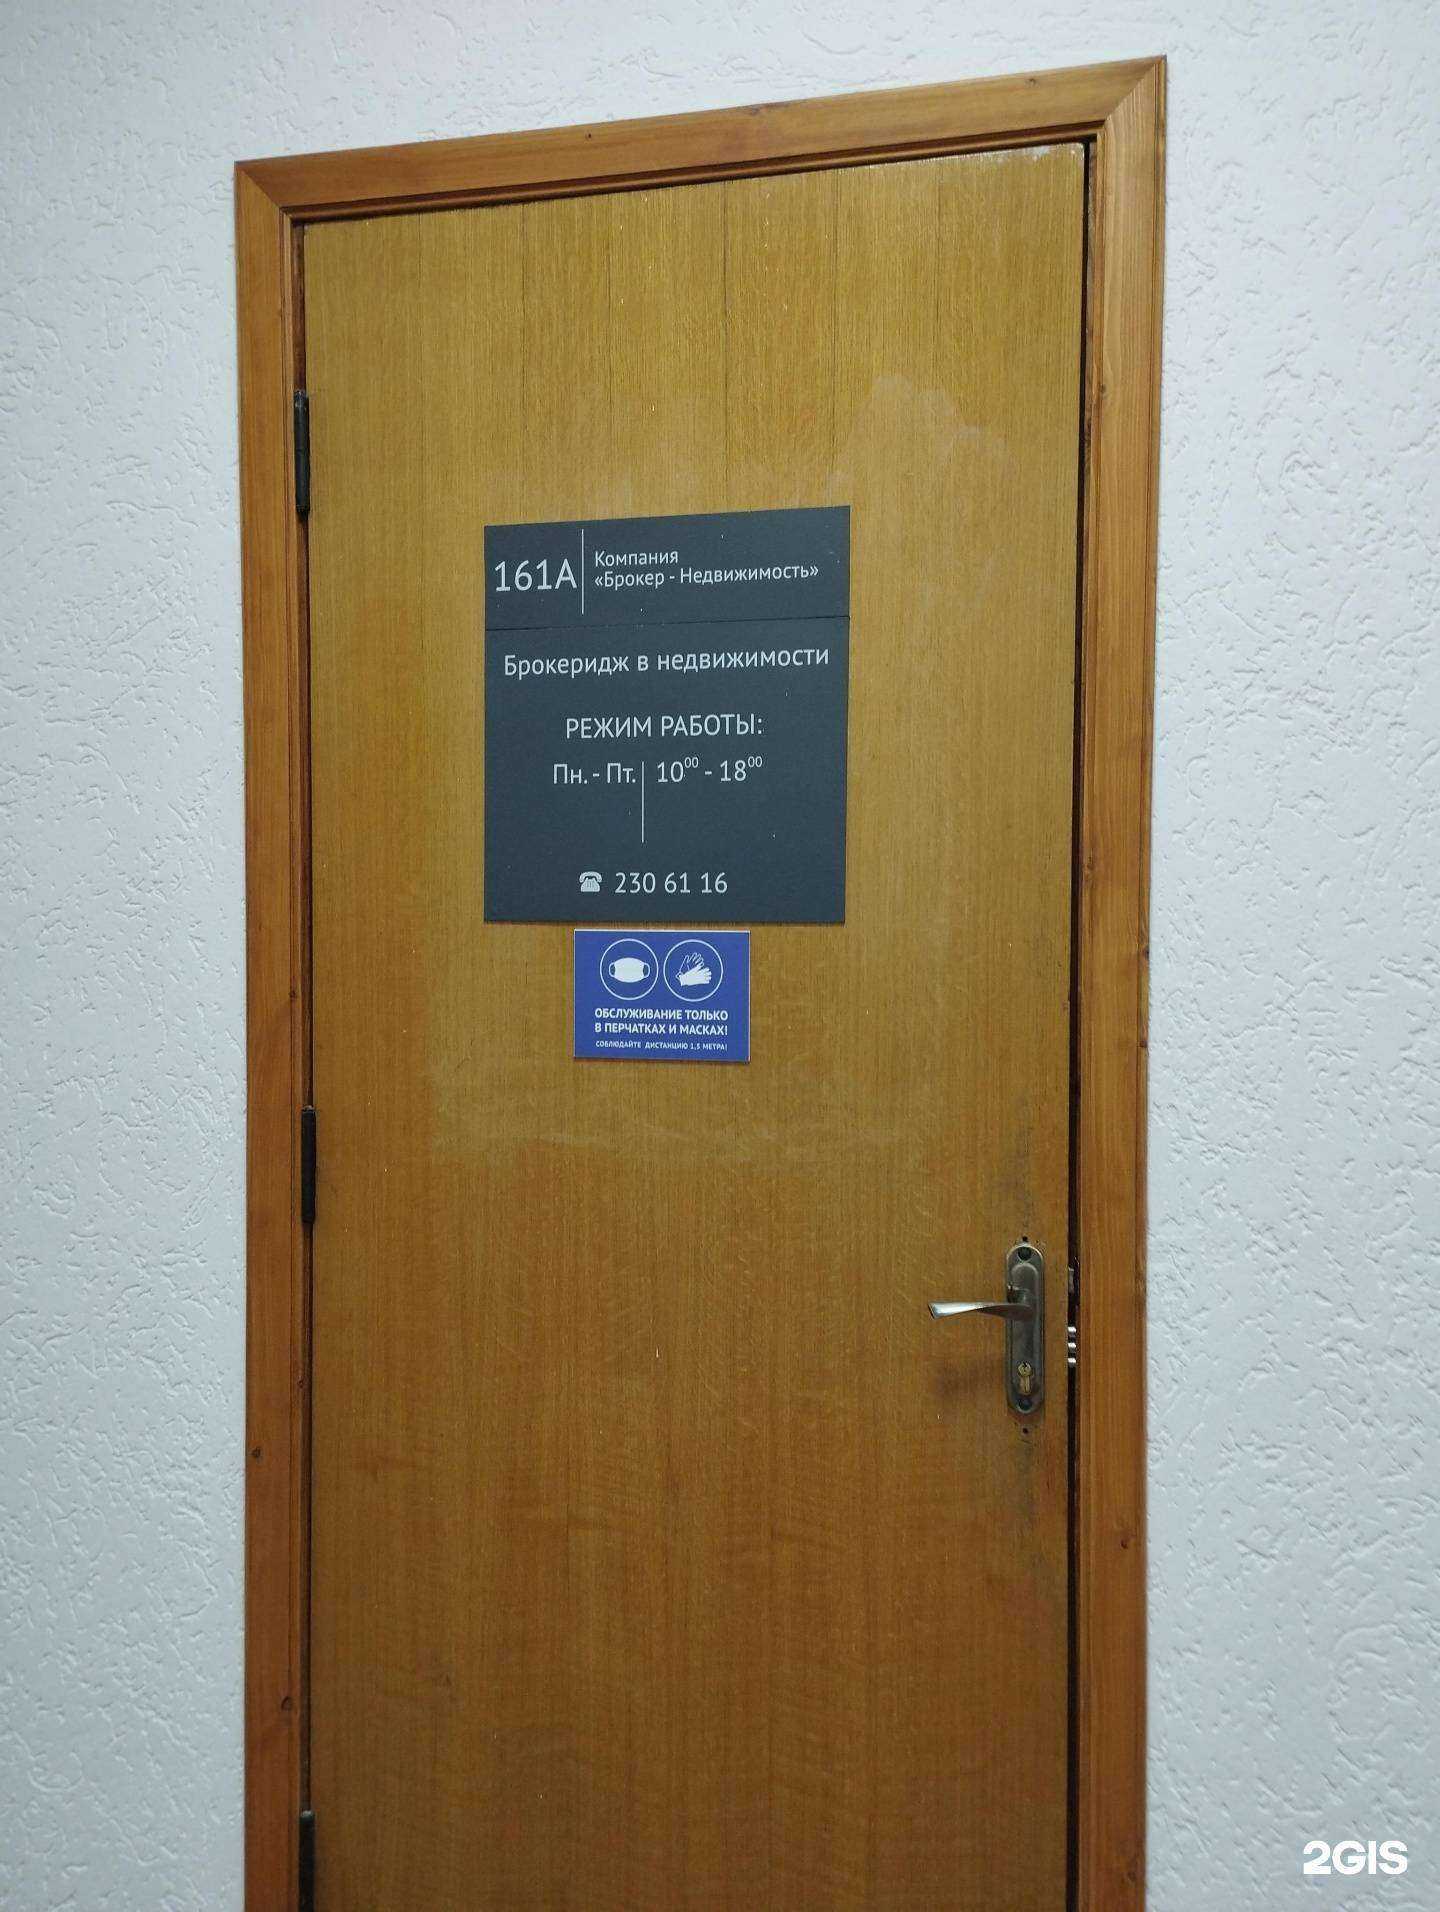 161А
Компания
«Брокер - Недвижимость»
Брокеридж в недвижимости
РЕЖИМ РАБОТЫ:
Пн. - Пт. 10⁰⁰ - 18⁰⁰
230 61 16
ОБСЛУЖИВАНИЕ ТОЛЬКО
В ПЕРЧАТКАХ И МАСКАХ!
СОБЛЮДАЙТЕ ДИСТАНЦИЮ 1,5 МЕТРА!
2GIS